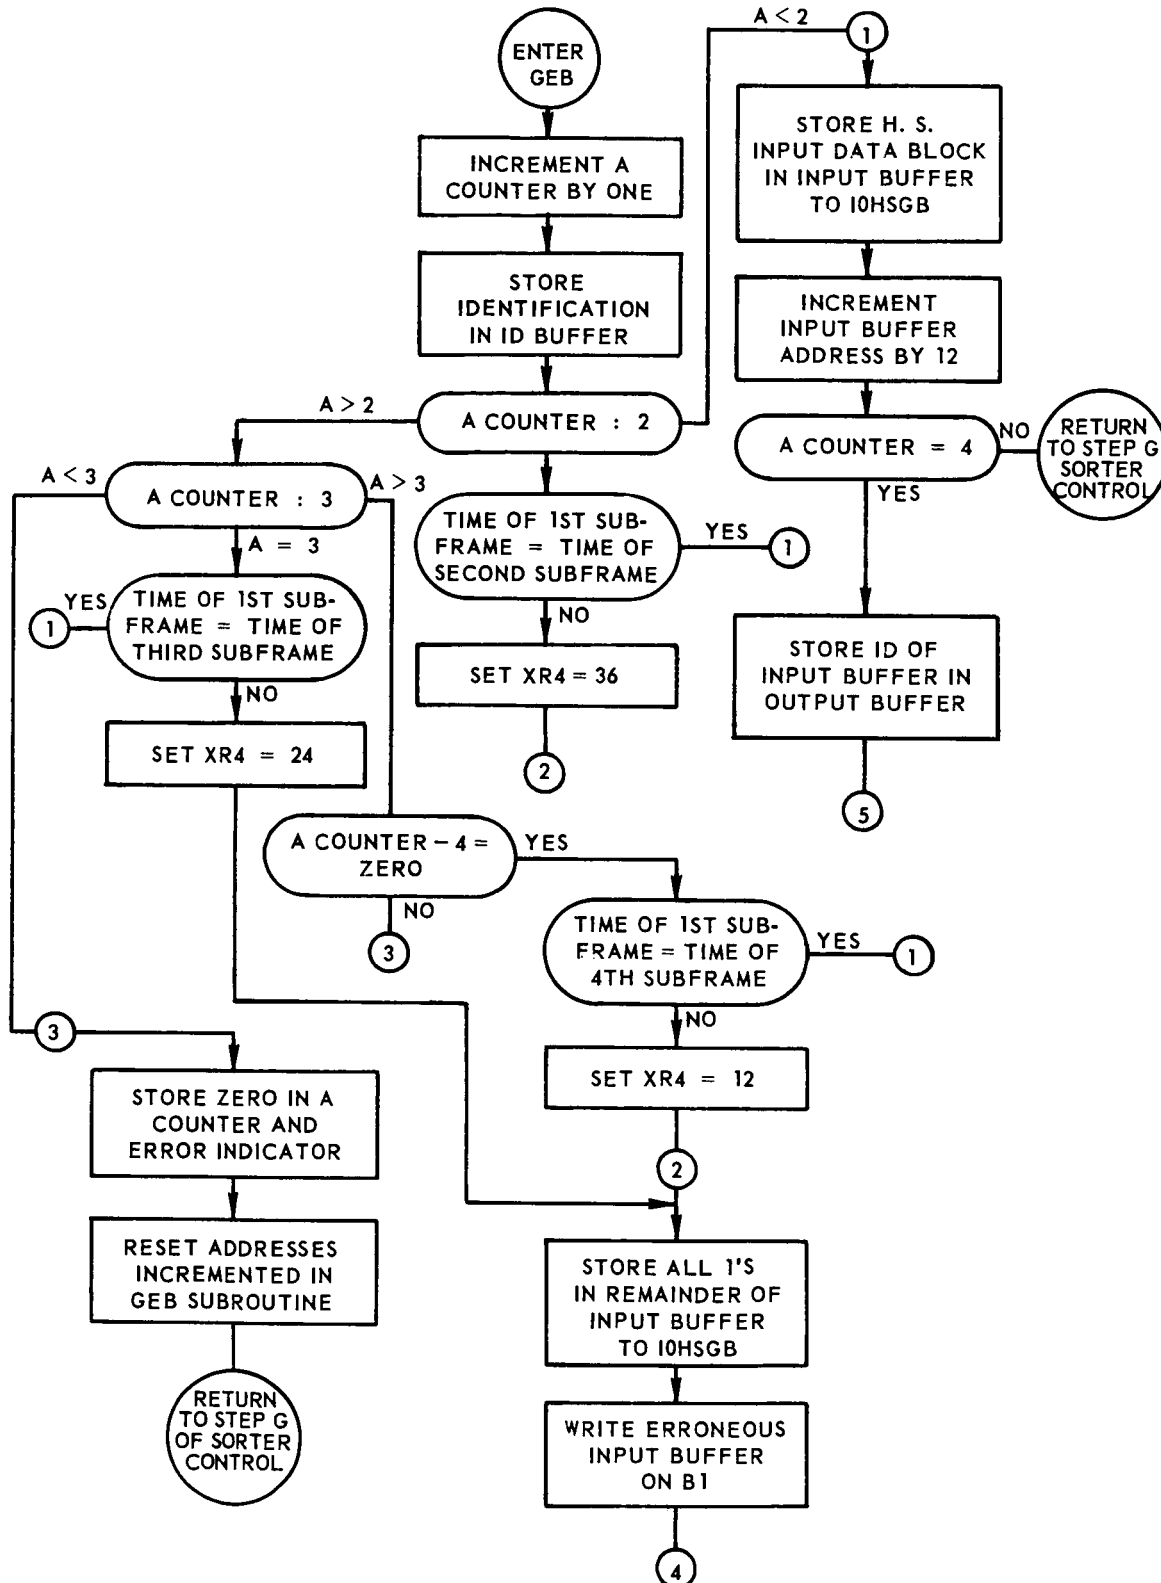 ENTER
GEB
INCREMENT A
COUNTER BY ONE
STORE
IDENTIFICATION
IN ID BUFFER
A COUNTER : 2
A < 2
1
STORE H. S.
INPUT DATA BLOCK
IN INPUT BUFFER
TO IOHSGB
INCREMENT
INPUT BUFFER
ADDRESS BY 12
A COUNTER = 4
NO
RETURN
TO STEP G
SORTER
CONTROL
YES
STORE ID OF
INPUT BUFFER IN
OUTPUT BUFFER
5
A > 2
A < 3
A COUNTER : 3
A > 3
A = 3
TIME OF 1ST SUB-
FRAME = TIME OF
THIRD SUBFRAME
YES
1
NO
SET XR4 = 24
TIME OF 1ST SUB-
FRAME = TIME OF
SECOND SUBFRAME
YES
1
NO
SET XR4 = 36
2
A COUNTER - 4 =
ZERO
YES
NO
3
TIME OF 1ST SUB-
FRAME = TIME OF
4TH SUBFRAME
YES
1
NO
SET XR4 = 12
2
3
STORE ZERO IN A
COUNTER AND
ERROR INDICATOR
RESET ADDRESSES
INCREMENTED IN
GEB SUBROUTINE
RETURN
TO STEP G
OF SORTER
CONTROL
STORE ALL 1'S
IN REMAINDER OF
INPUT BUFFER
TO IOHSGB
WRITE ERRONEOUS
INPUT BUFFER
ON B1
4